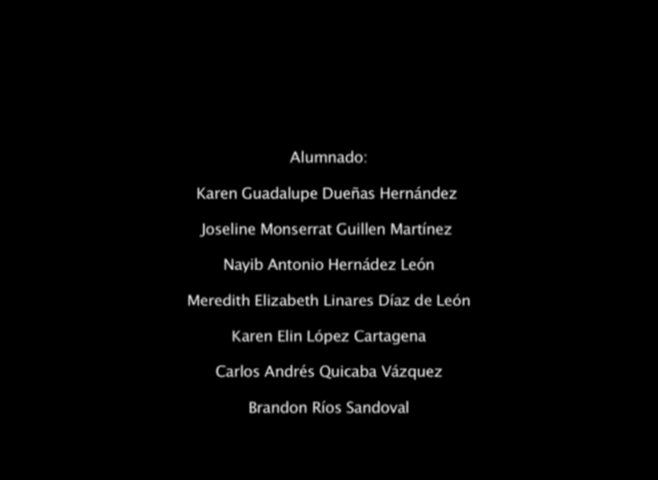 Alumnado:
Karen Guadalupe Dueñas Hernández
Joseline Monserrat Guillen Martínez
Nayib Antonio Hernádez León
Meredith Elizabeth Linares Díaz de León
Karen Elin López Cartagena
Carlos Andrés Quicaba Vázquez
Brandon Ríos Sandoval